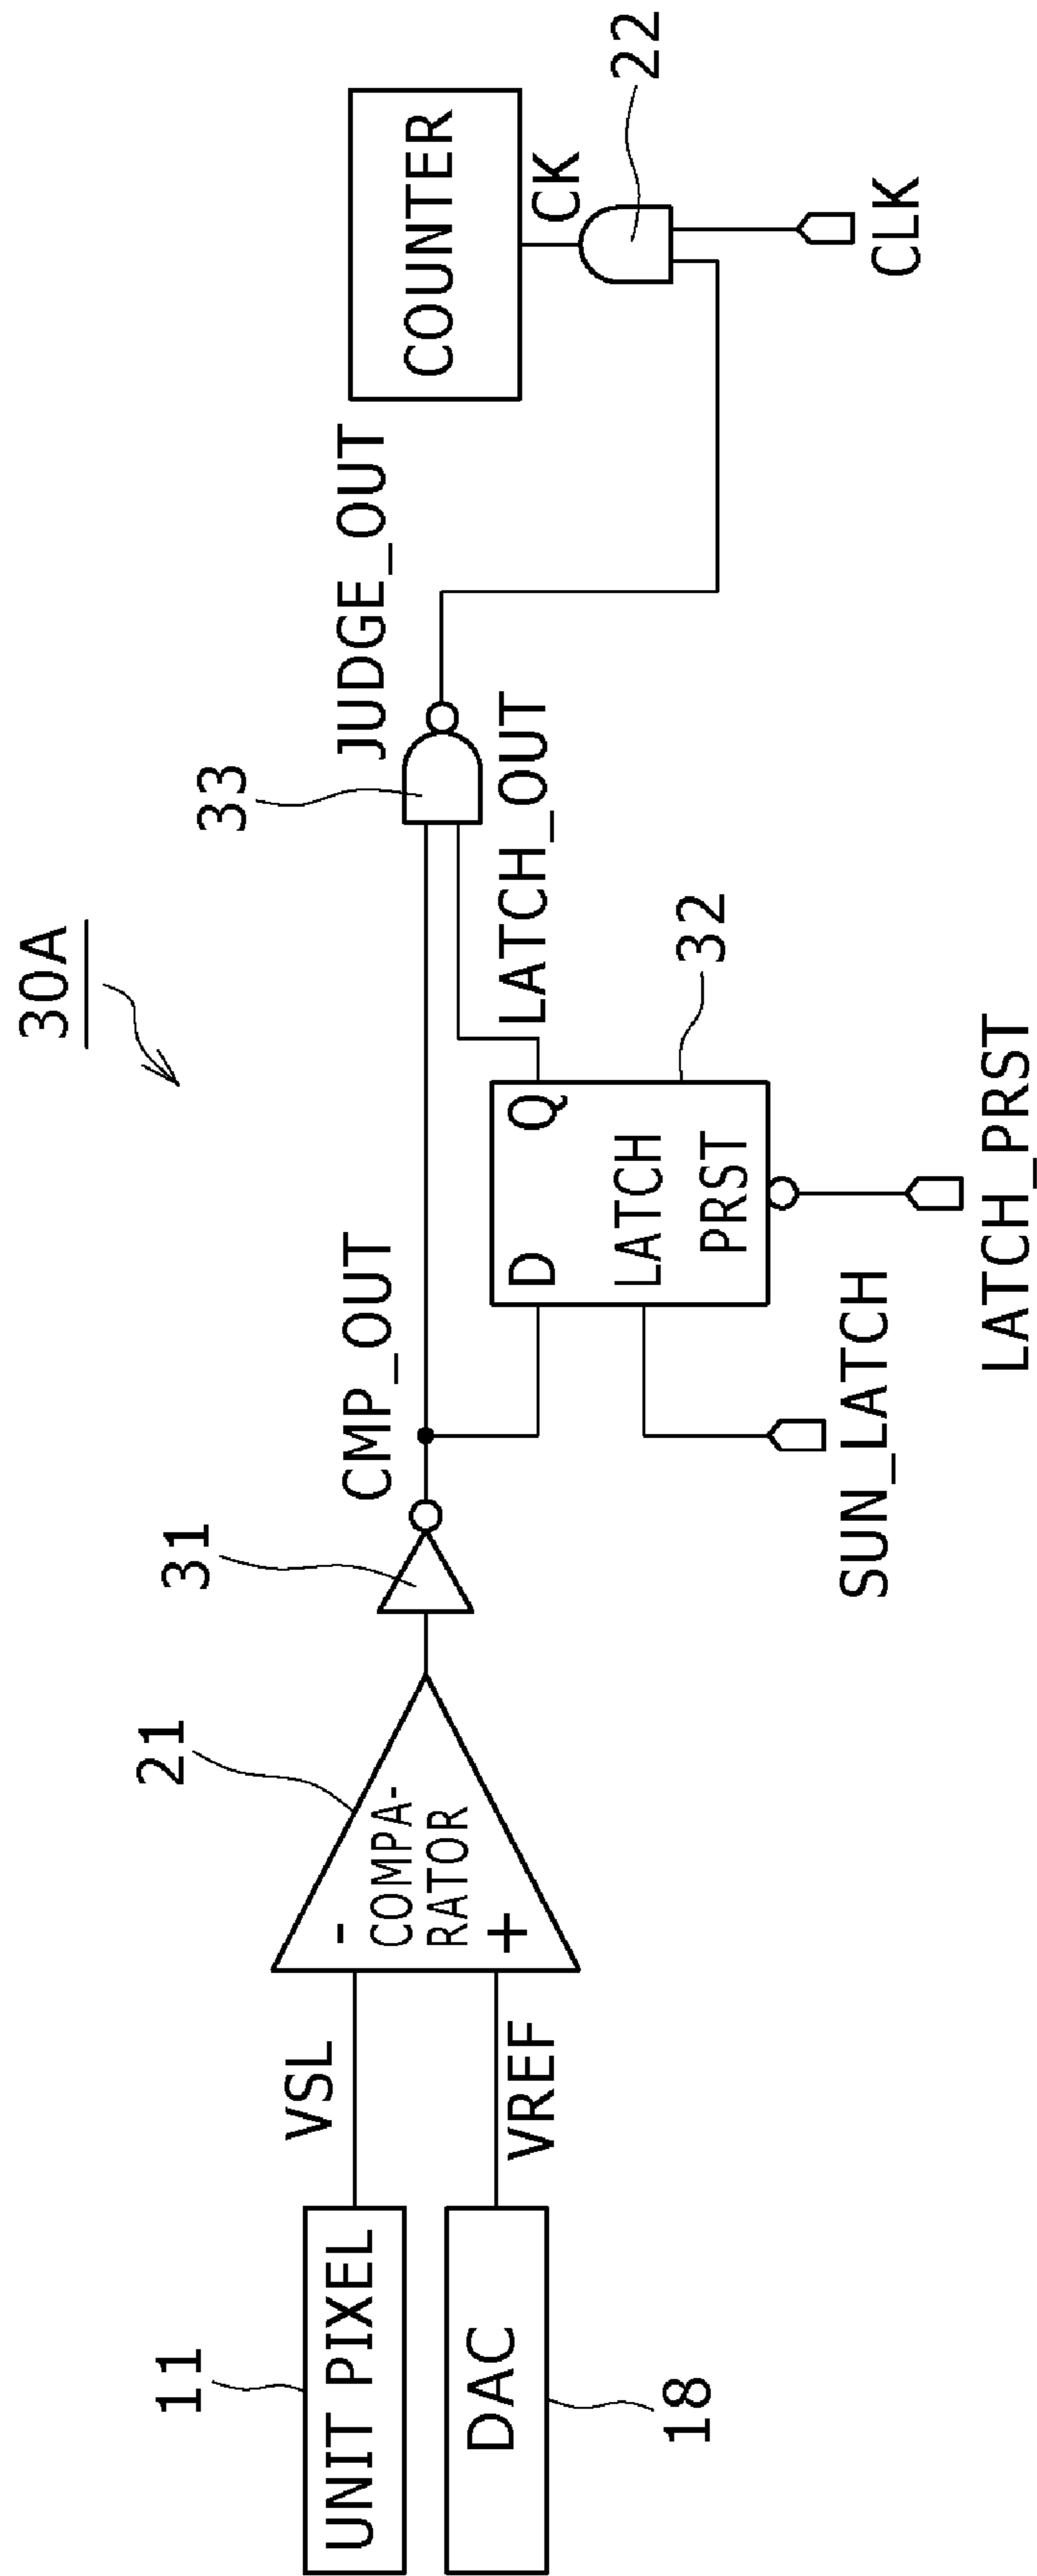 30A
11
UNIT PIXEL
DAC
18
VSL
VREF
21
-
COMPA-
RATOR
+
31
CMP_OUT
D
Q
LATCH
PRST
32
SUN_LATCH
LATCH_PRST
LATCH_OUT
33
JUDGE_OUT
COUNTER
CK
22
CLK